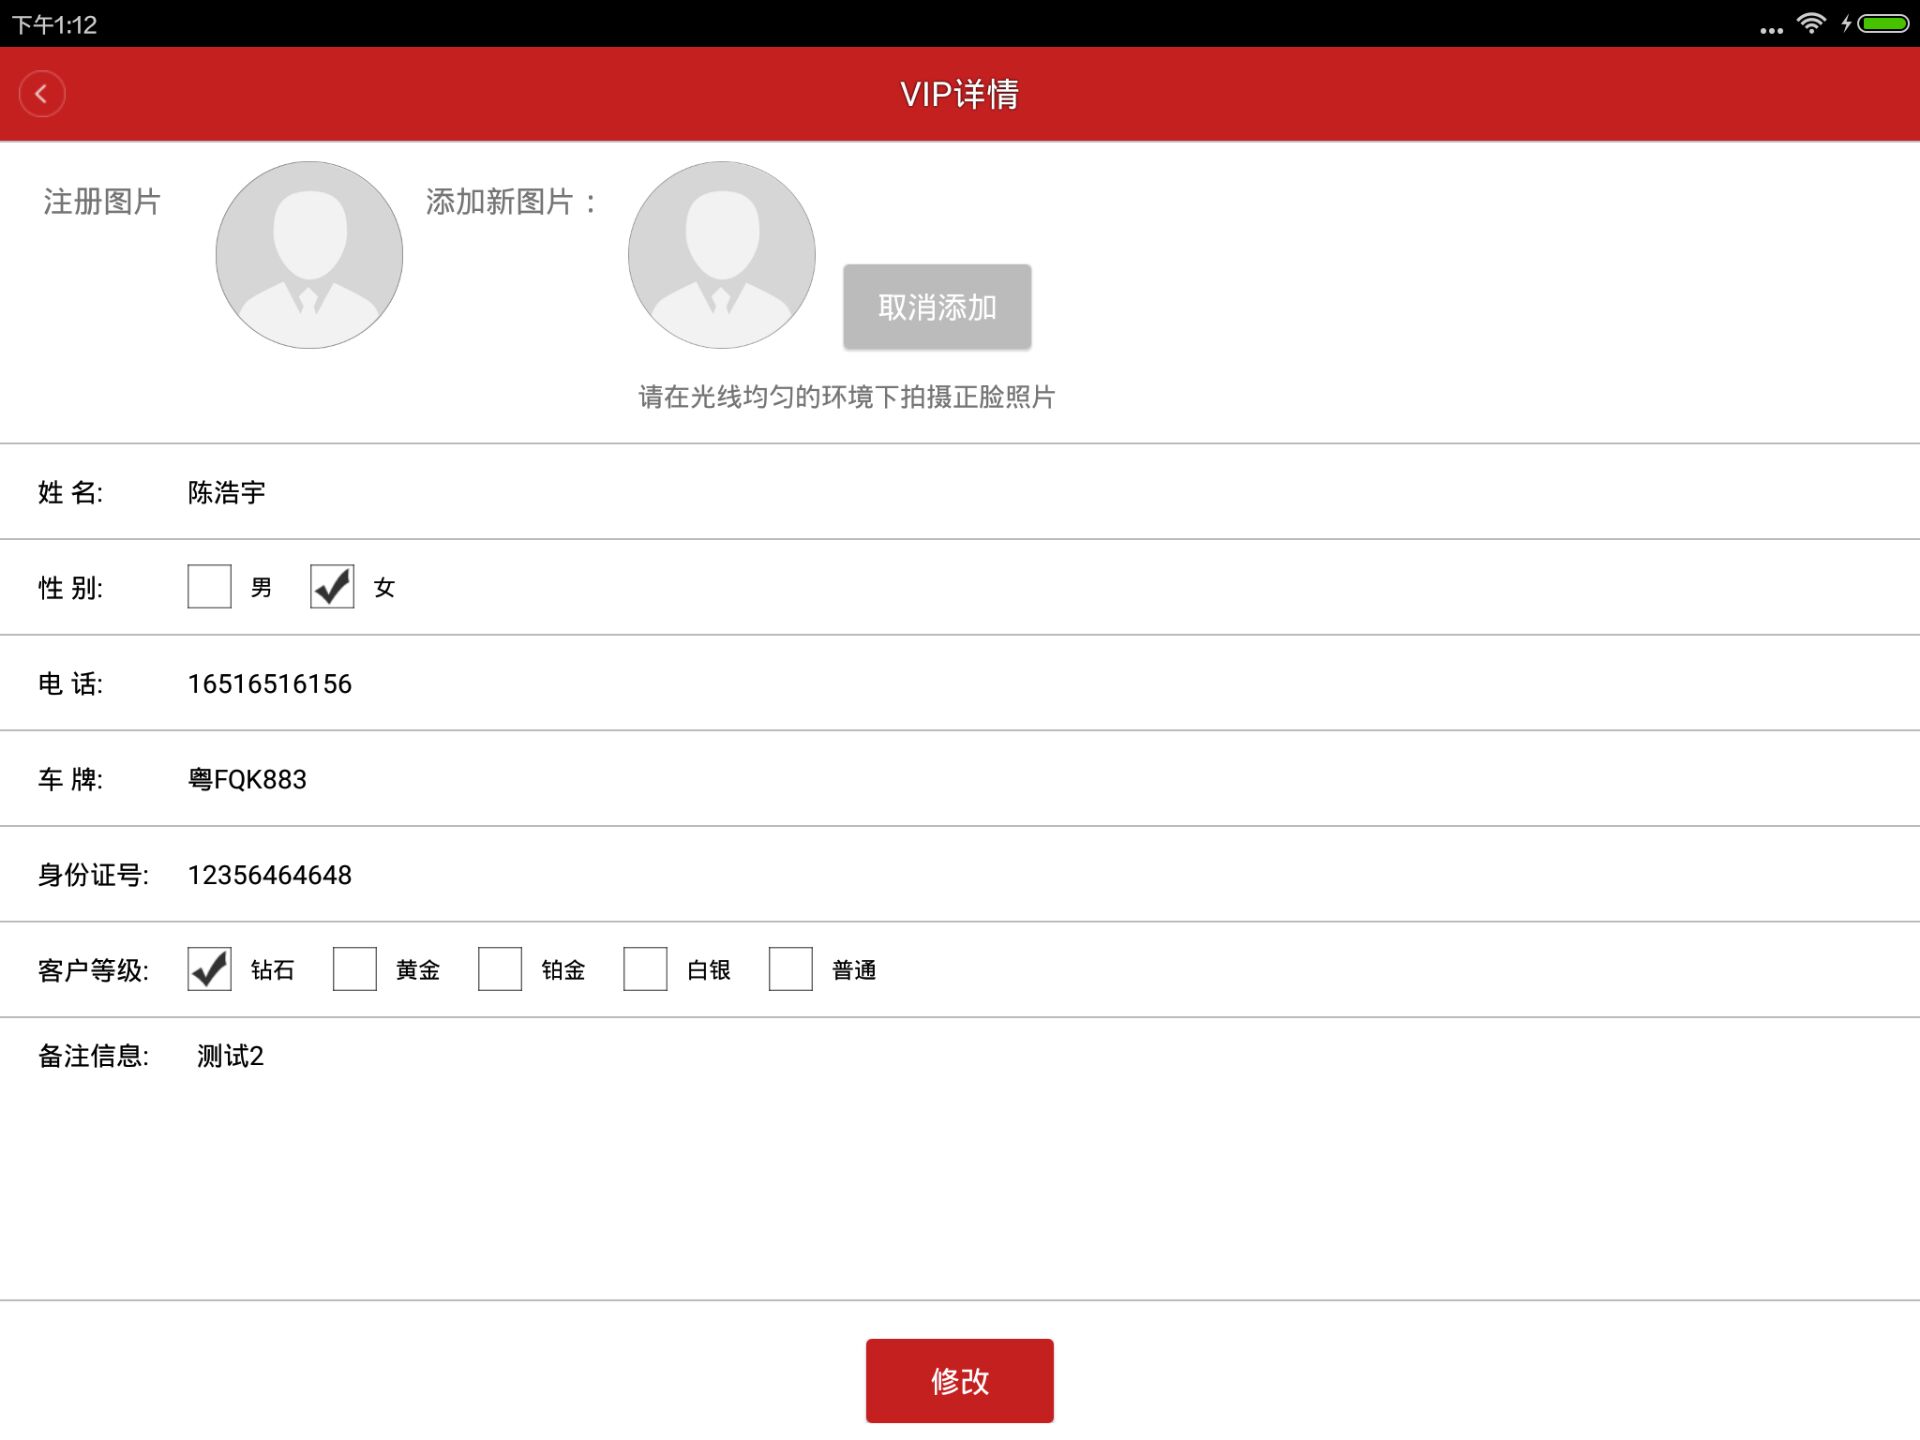 下午1:12
VIP详情
注册图片
添加新图片：
取消添加
请在光线均匀的环境下拍摄正脸照片
姓 名: 陈浩宇
性 别: 男 女
电 话: 16516516156
车 牌: 粤FQK883
身份证号: 12356464648
客户等级: 钻石 黄金 铂金 白银 普通
备注信息: 测试2
修改